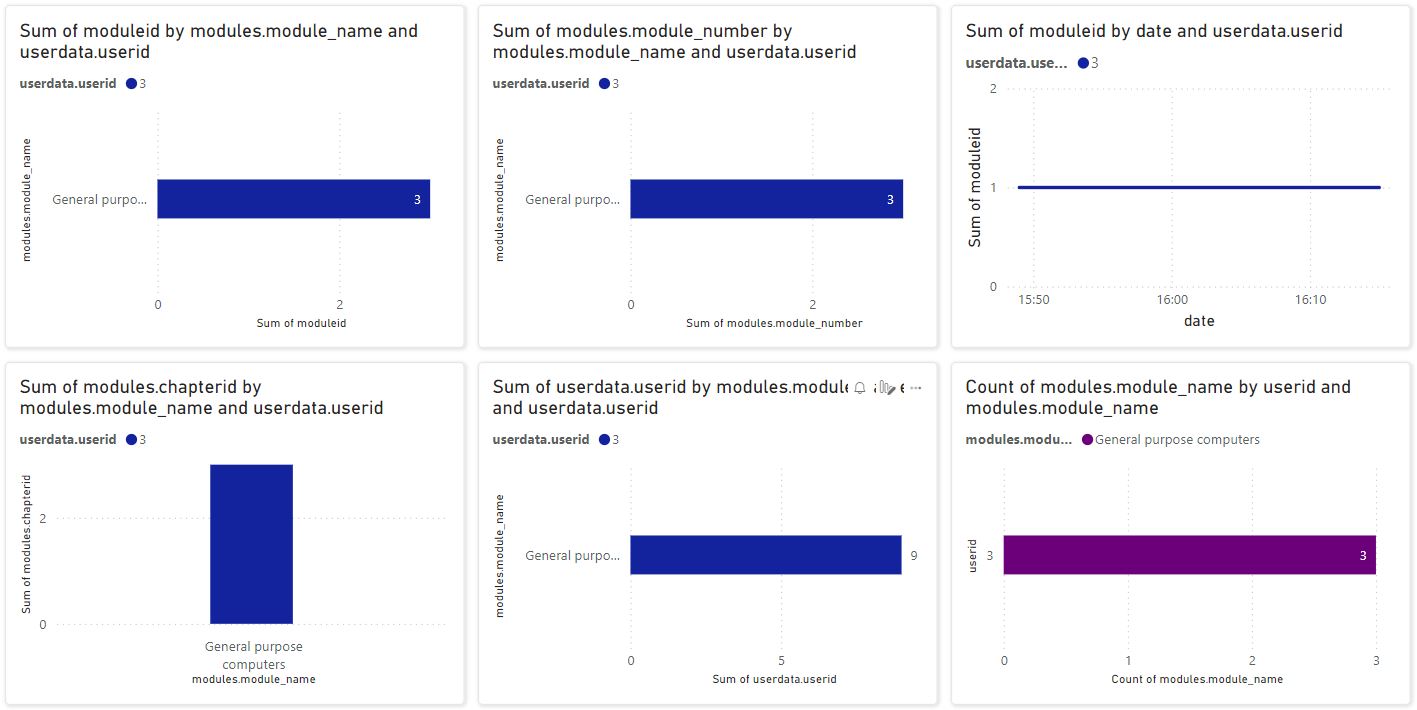 Sum of moduleid by modules.module_name and
userdata.userid
userdata.userid 3
modules.module_name
General purpo...
3
0 2
Sum of moduleid
Sum of modules.module_number by
modules.module_name and userdata.userid
userdata.userid 3
modules.module_name
General purpo...
3
0 2
Sum of modules.module_number
Sum of moduleid by date and userdata.userid
userdata.use... 3
Sum of moduleid
2
1
0
15:50 16:00 16:10
date
Sum of modules.chapterid by
modules.module_name and userdata.userid
userdata.userid 3
Sum of modules.chapterid
2
0
General purpose
computers
modules.module_name
Sum of userdata.userid by modules.module
and userdata.userid
userdata.userid 3
modules.module_name
General purpo...
9
0 5
Sum of userdata.userid
Count of modules.module_name by userid and
modules.module_name
modules.modu... General purpose computers
userid
3
3
0 1 2 3
Count of modules.module_name